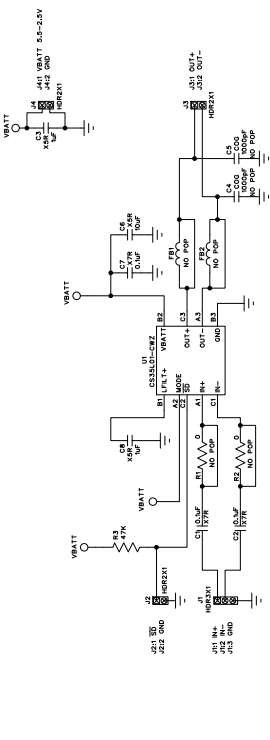 VBATT
J4:1 VBATT 5.5-2.5V
J4:2 GND
J4
HDR2X1
C3
X5R
1uF
VBATT
C6
X5R
10uF
C7
X7R
0.1uF
J3:1 OUT+
J3:2 OUT-
J3
HDR2X1
C5
COG
1000pF
NO POP
C4
COG
1000pF
NO POP
FB1
NO POP
FB2
NO POP
B2
C3
A3
B3
U1
CS35L01-CWZ
VBATT
OUT+
OUT-
GND
LFILT+
MODE
SD
IN+
IN-
B1
A2
C2
A1
C1
C8
X5R
1uF
VBATT
R1
0
NO POP
R2
0
NO POP
C1
0.1uF
X7R
C2
0.1uF
X7R
VBATT
R3
47K
J2
HDR2X1
J2:1 SD
J2:2 GND
J1
HDR3X1
J1:1 IN+
J1:2 IN-
J1:3 GND